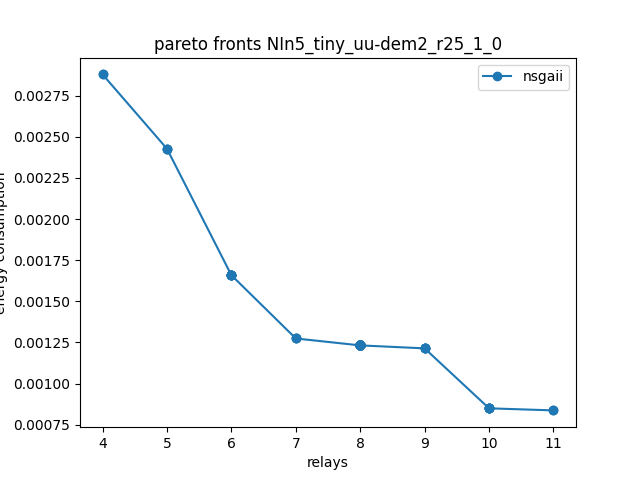 pareto fronts NIn5_tiny_uu-dem2_r25_1_0
nsgaii
0.00275
0.00250
0.00225
0.00200
0.00175
0.00150
0.00125
0.00100
0.00075
energy consumption
4 5 6 7 8 9 10 11
relays